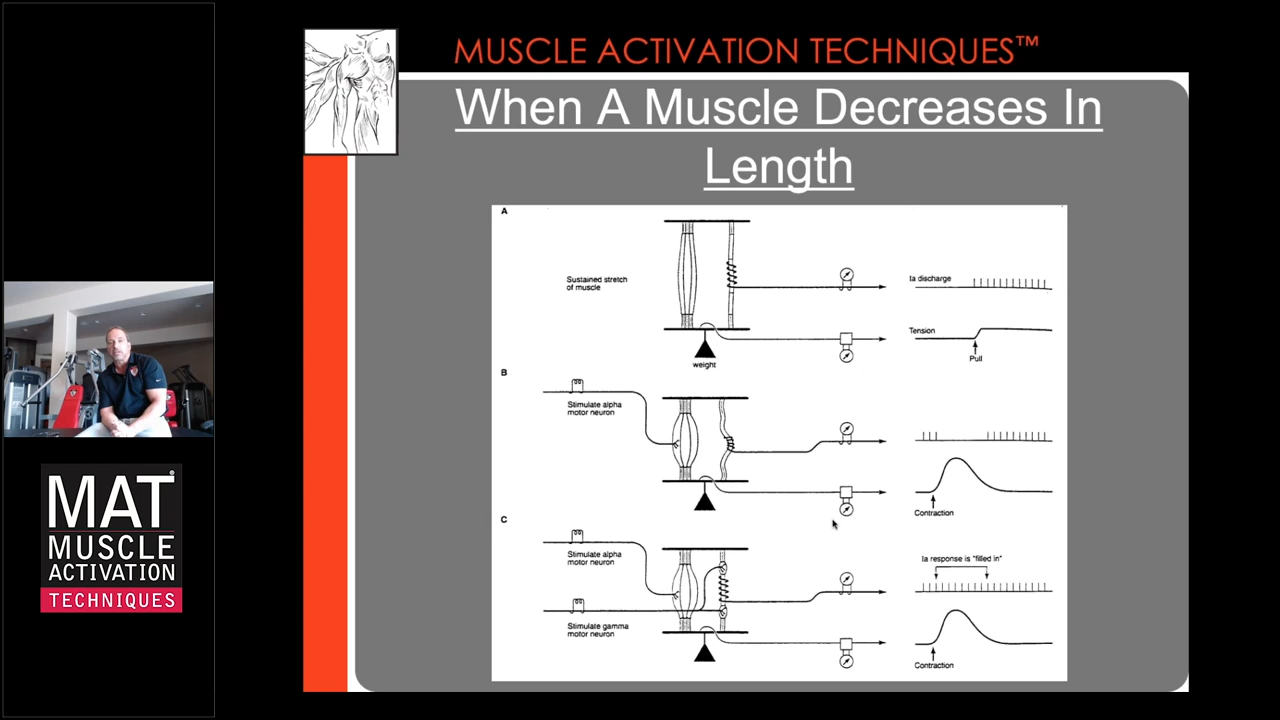 MUSCLE ACTIVATION TECHNIQUES™
When A Muscle Decreases In
Length
A
Sustained stretch
of muscle
weight
Ia discharge
Tension
Pull
B
Stimulate alpha
motor neuron
Contraction
C
Stimulate alpha
motor neuron
Stimulate gamma
motor neuron
Ia response is "filled in"
Contraction
MAT®
MUSCLE
ACTIVATION
TECHNIQUES